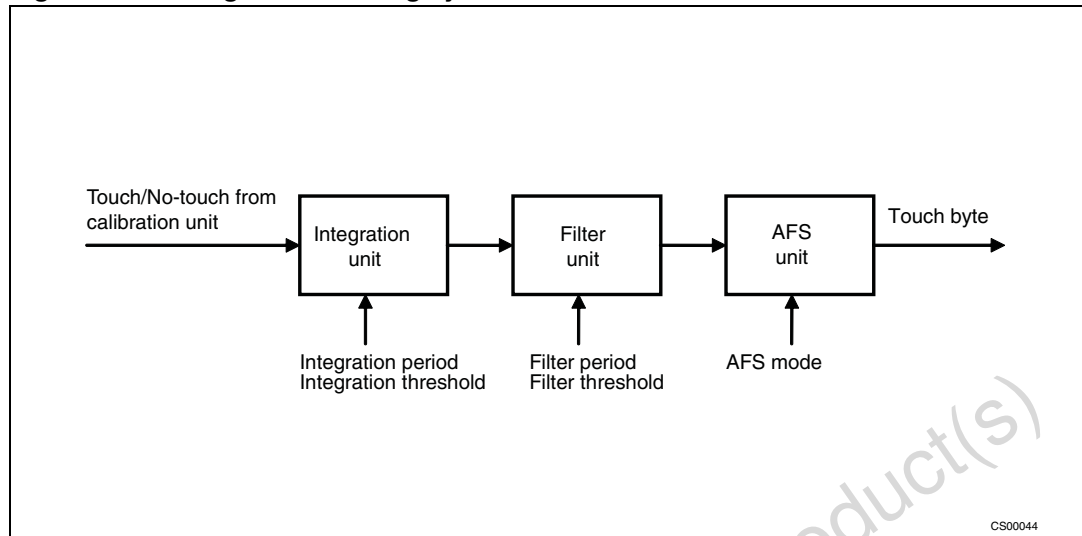 Touch/No-touch from
calibration unit
Integration
unit
Filter
unit
AFS
unit
Touch byte
Integration period
Integration threshold
Filter period
Filter threshold
AFS mode
CS00044